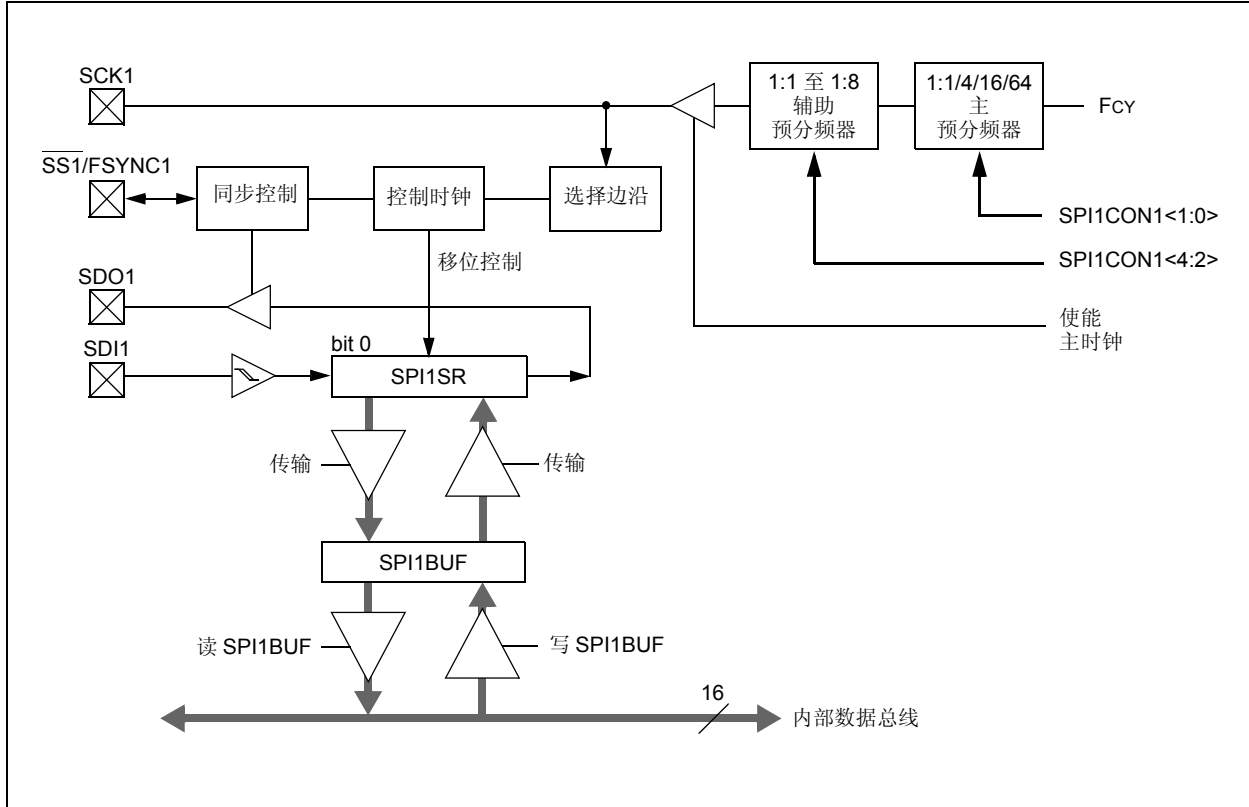 SCK1
1:1 至 1:8
辅助
预分频器
1:1/4/16/64
主
预分频器
FCY
SS1/FSYNC1
同步控制
控制时钟
选择边沿
SPI1CON1<1:0>
移位控制
SPI1CON1<4:2>
SDO1
使能
主时钟
SDI1
bit 0
SPI1SR
传输
传输
SPI1BUF
读 SPI1BUF
写 SPI1BUF
16
内部数据总线